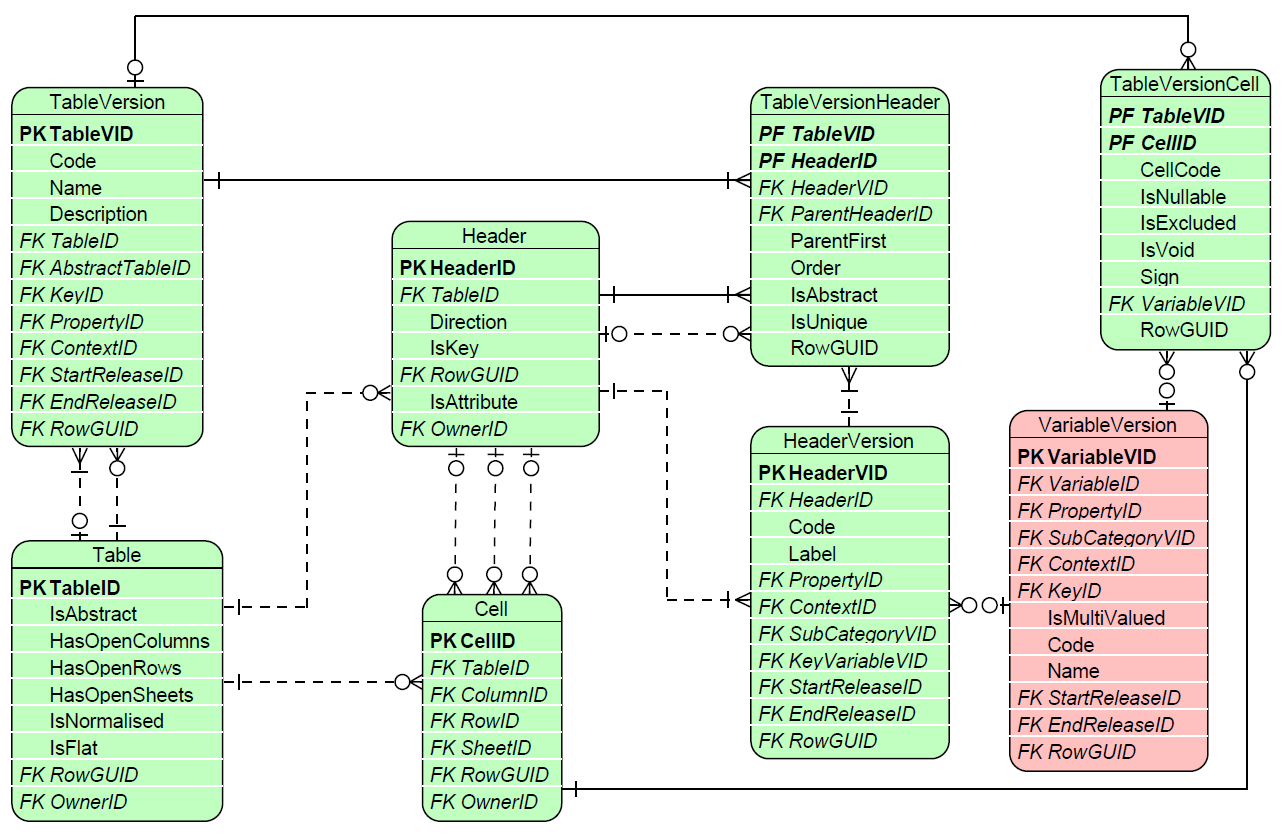 TableVersion
PK TableVID
Code
Name
Description
FK TableID
FK AbstractTableID
FK KeyID
FK PropertyID
FK ContextID
FK StartReleaseID
FK EndReleaseID
FK RowGUID
Header
PK HeaderID
FK TableID
Direction
IsKey
FK RowGUID
IsAttribute
FK OwnerID
TableVersionHeader
PF TableVID
PF HeaderID
FK HeaderVID
FK ParentHeaderID
ParentFirst
Order
IsAbstract
IsUnique
RowGUID
TableVersionCell
PF TableVID
PF CellID
CellCode
IsNullable
IsExcluded
IsVoid
Sign
FK VariableVID
RowGUID
Table
PK TableID
IsAbstract
HasOpenColumns
HasOpenRows
HasOpenSheets
IsNormalised
IsFlat
FK RowGUID
FK OwnerID
Cell
PK CellID
FK TableID
FK ColumnID
FK RowID
FK SheetID
FK RowGUID
FK OwnerID
HeaderVersion
PK HeaderVID
FK HeaderID
Code
Label
FK PropertyID
FK ContextID
FK SubCategoryVID
FK KeyVariableVID
FK StartReleaseID
FK EndReleaseID
FK RowGUID
VariableVersion
PK VariableVID
FK VariableID
FK PropertyID
FK SubCategoryVID
FK ContextID
FK KeyID
IsMultiValued
Code
Name
FK StartReleaseID
FK EndReleaseID
FK RowGUID